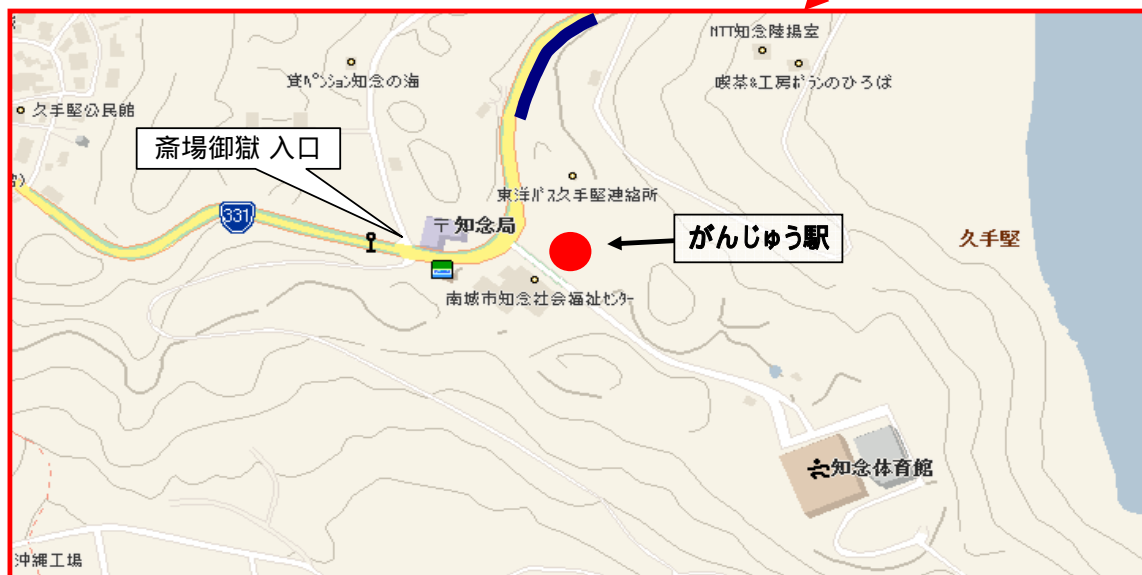 NTT知念陸揚室
貸ペンション知念の海
喫茶&工房ボランのひろば
久手堅公民館
斎場御獄 入口
東洋バス久手堅連絡所
331
〒知念局
がんじゅう駅
久手堅
南城市知念社会福祉センター
知念体育館
沖縄工場